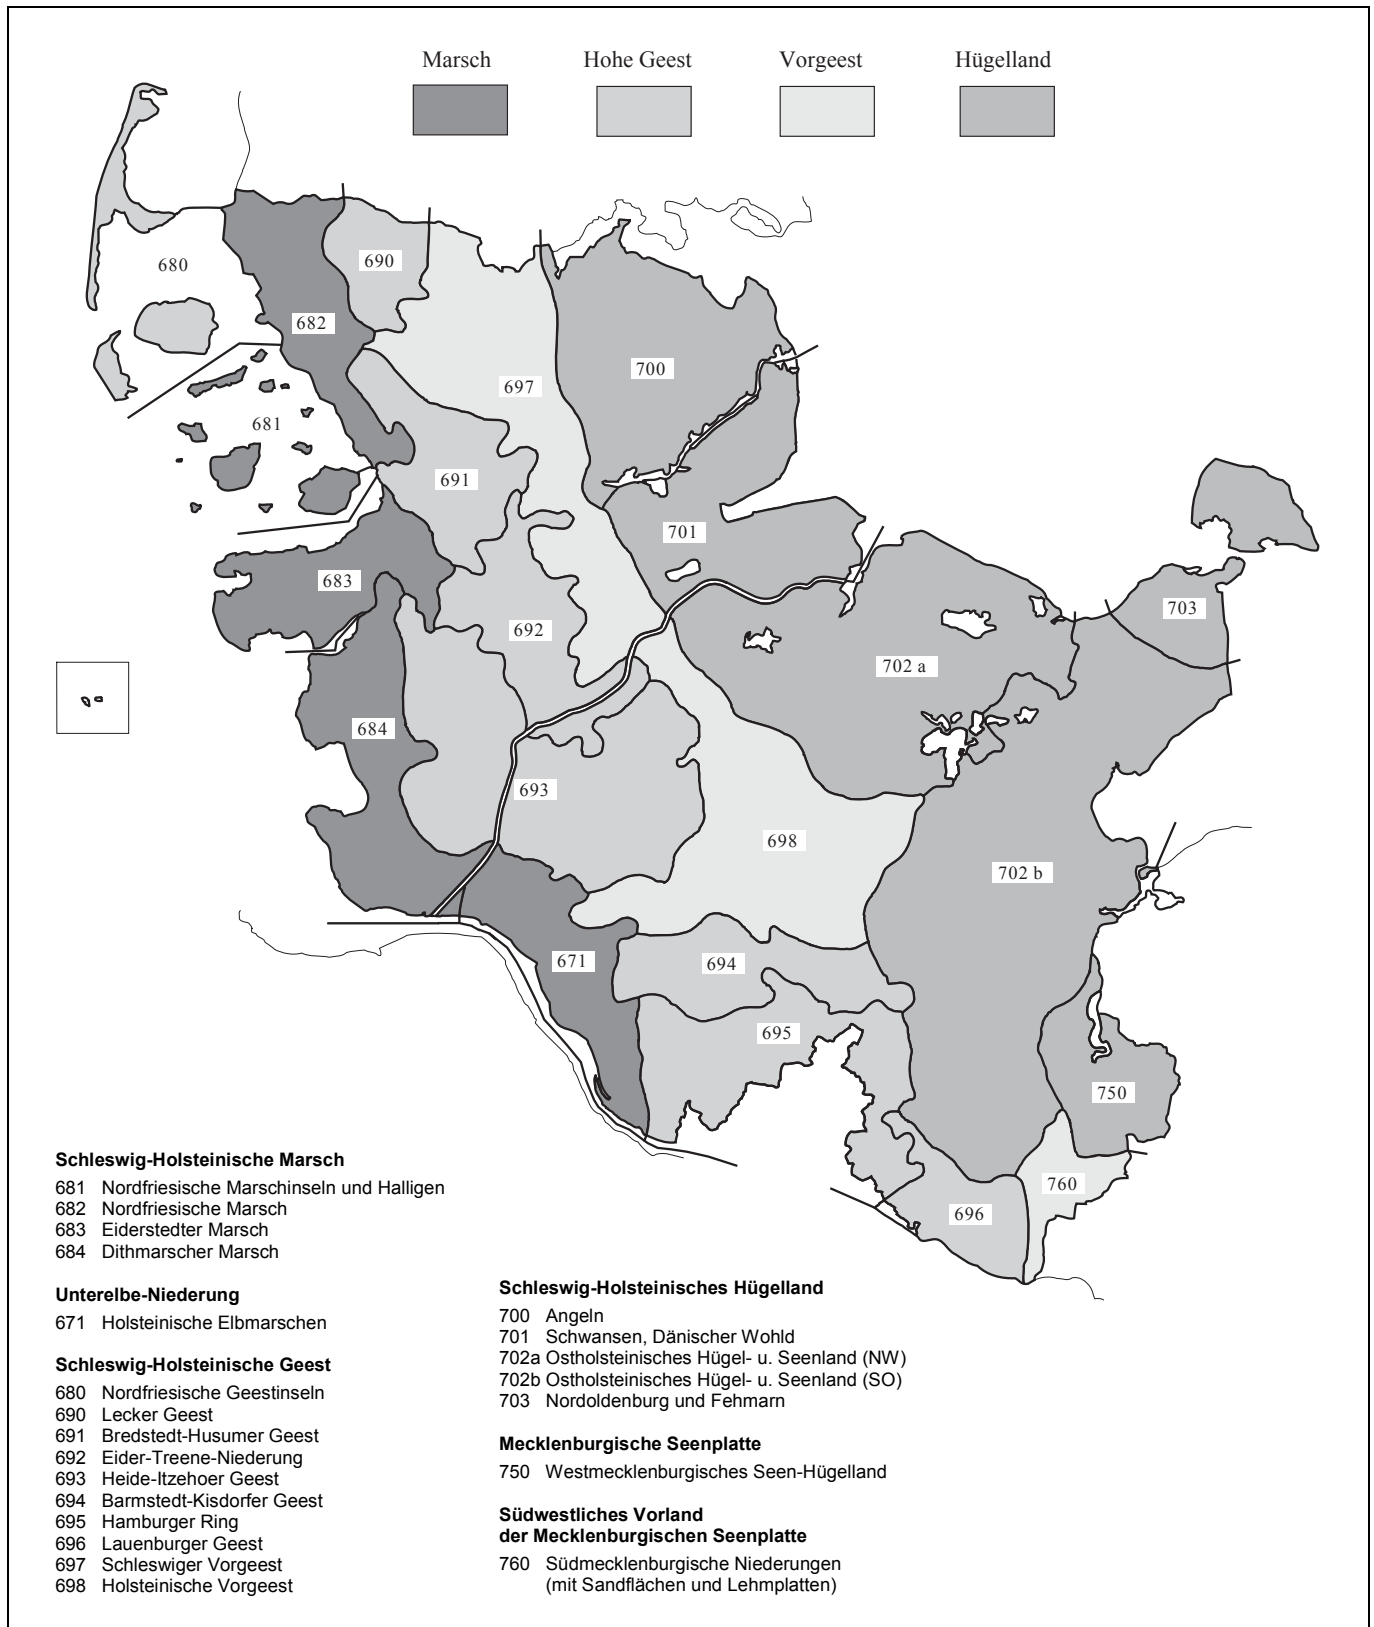 Marsch Hohe Geest Vorgeest Hügelland
680
690
682
700
697
681
691
701
683
703
692
702 a
684
693
698
702 b
671
694
695
750
760
696
Schleswig-Holsteinische Marsch
681 Nordfriesische Marschinseln und Halligen
682 Nordfriesische Marsch
683 Eiderstedter Marsch
684 Dithmarscher Marsch
Unterelbe-Niederung
671 Holsteinische Elbmarschen
Schleswig-Holsteinische Geest
680 Nordfriesische Geestinseln
690 Lecker Geest
691 Bredstedt-Husumer Geest
692 Eider-Treene-Niederung
693 Heide-Itzehoer Geest
694 Barmstedt-Kisdorfer Geest
695 Hamburger Ring
696 Lauenburger Geest
697 Schleswiger Vorgeest
698 Holsteinische Vorgeest
Schleswig-Holsteinisches Hügelland
700 Angeln
701 Schwansen, Dänischer Wohld
702a Ostholsteinisches Hügel- u. Seenland (NW)
702b Ostholsteinisches Hügel- u. Seenland (SO)
703 Nordoldenburg und Fehmarn
Mecklenburgische Seenplatte
750 Westmecklenburgisches Seen-Hügelland
Südwestliches Vorland
der Mecklenburgischen Seenplatte
760 Südmecklenburgische Niederungen
(mit Sandflächen und Lehmplatten)